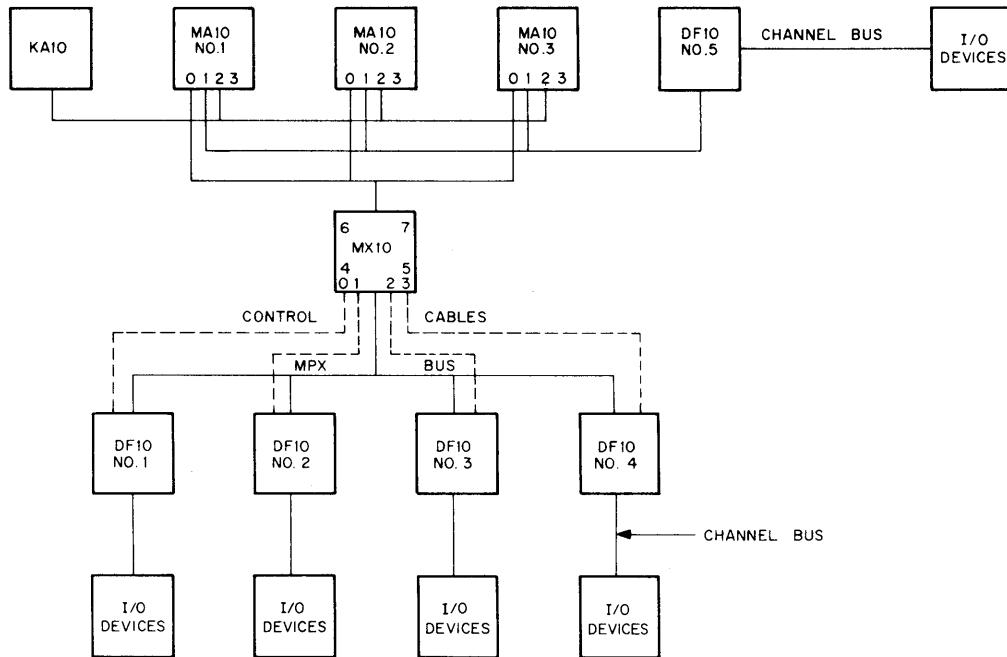 KA10
MA10
NO.1
0 1 2 3
MA10
NO.2
0 1 2 3
MA10
NO.3
0 1 2 3
DF10
NO.5
CHANNEL BUS
I/O
DEVICES
6 7
MX10
4 5
0 1 2 3
CONTROL CABLES
MPX BUS
DF10
NO.1
DF10
NO.2
DF10
NO.3
DF10
NO. 4
CHANNEL BUS
I/O
DEVICES
I/O
DEVICES
I/O
DEVICES
I/O
DEVICES